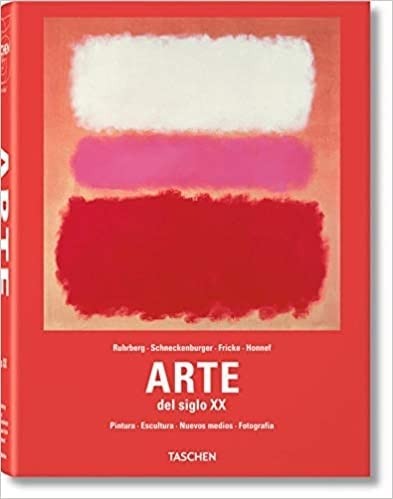 Ruhrberg · Schneckenburger · Fricke · Honnef
ARTE
del siglo XX
Pintura · Escultura · Nuevos medios · Fotografía
TASCHEN
ARTE